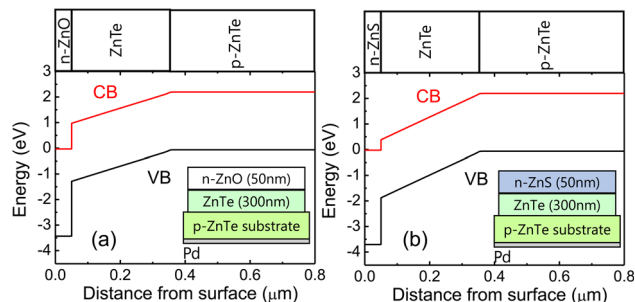 n-ZnO
ZnTe
p-ZnTe
3
2
1
0
-1
-2
-3
-4
Energy (eV)
CB
VB
n-ZnO (50nm)
ZnTe (300nm)
p-ZnTe substrate
Pd
(a)
0.0 0.2 0.4 0.6 0.8
Distance from surface (μm)
n-ZnS
ZnTe
p-ZnTe
3
2
1
0
-1
-2
-3
-4
Energy (eV)
CB
VB
n-ZnS (50nm)
ZnTe (300nm)
p-ZnTe substrate
Pd
(b)
0.0 0.2 0.4 0.6 0.8
Distance from surface (μm)